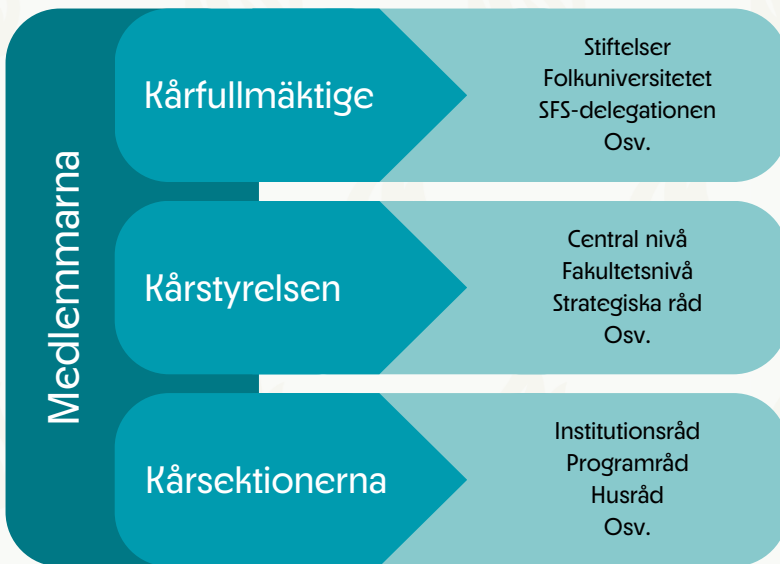 Medlemmarna
Kårfullmäktige
Stiftelser
Folkuniversitetet
SFS-delegationen
Osv.
Kårstyrelsen
Central nivå
Fakultetsnivå
Strategiska råd
Osv.
Kårsektionerna
Institutionsråd
Programråd
Husråd
Osv.